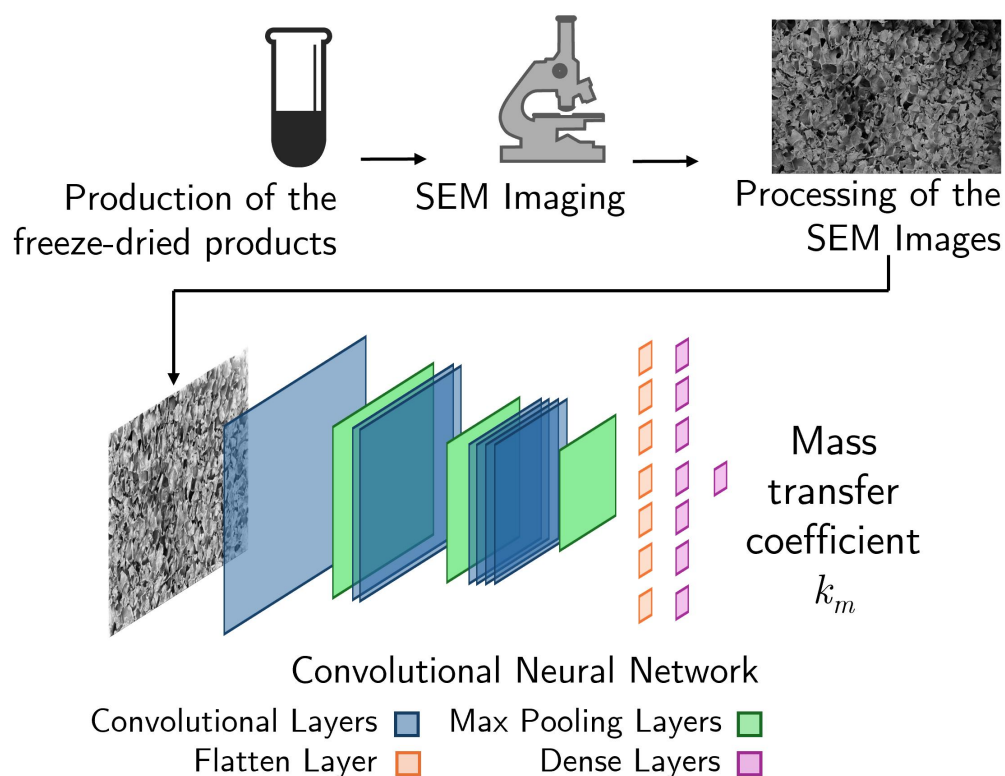 Production of the
freeze-dried products
SEM Imaging
Processing of the
SEM Images
Mass
transfer
coefficient
k_m
Convolutional Neural Network
Convolutional Layers
Max Pooling Layers
Flatten Layer
Dense Layers